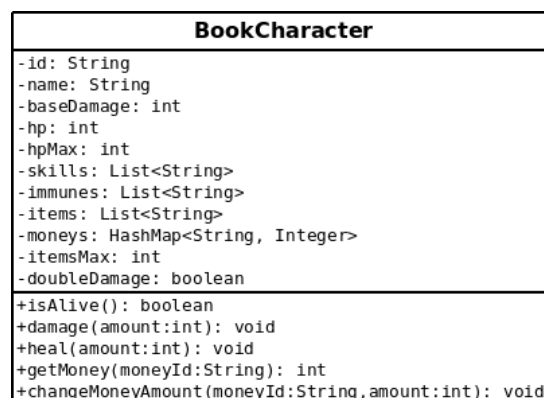 BookCharacter
-id: String
-name: String
-baseDamage: int
-hp: int
-hpMax: int
-skills: List<String>
-immunes: List<String>
-items: List<String>
-moneys: HashMap<String, Integer>
-itemsMax: int
-doubleDamage: boolean
+isAlive(): boolean
+damage(amount:int): void
+heal(amount:int): void
+getMoney(moneyId:String): int
+changeMoneyAmount(moneyId:String,amount:int): void